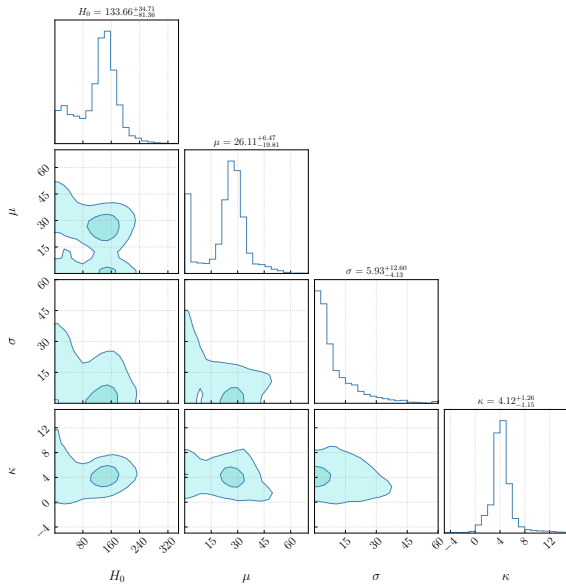 H₀ = 133.66⁺³⁴·⁷¹₋₈₁.₃₆
μ = 26.11⁺⁶·⁴⁷₋₁₉.₈₁
60
45
30
15
μ
σ = 5.93⁺¹²·⁶⁰₋₄.₁₃
60
45
30
15
σ
κ = 4.12⁺¹·²⁶₋₁.₁₅
12
8
4
0
−4
κ
80 160 240 320 15 30 45 60 15 30 45 60 −4 0 4 8 12
H₀ μ σ κ